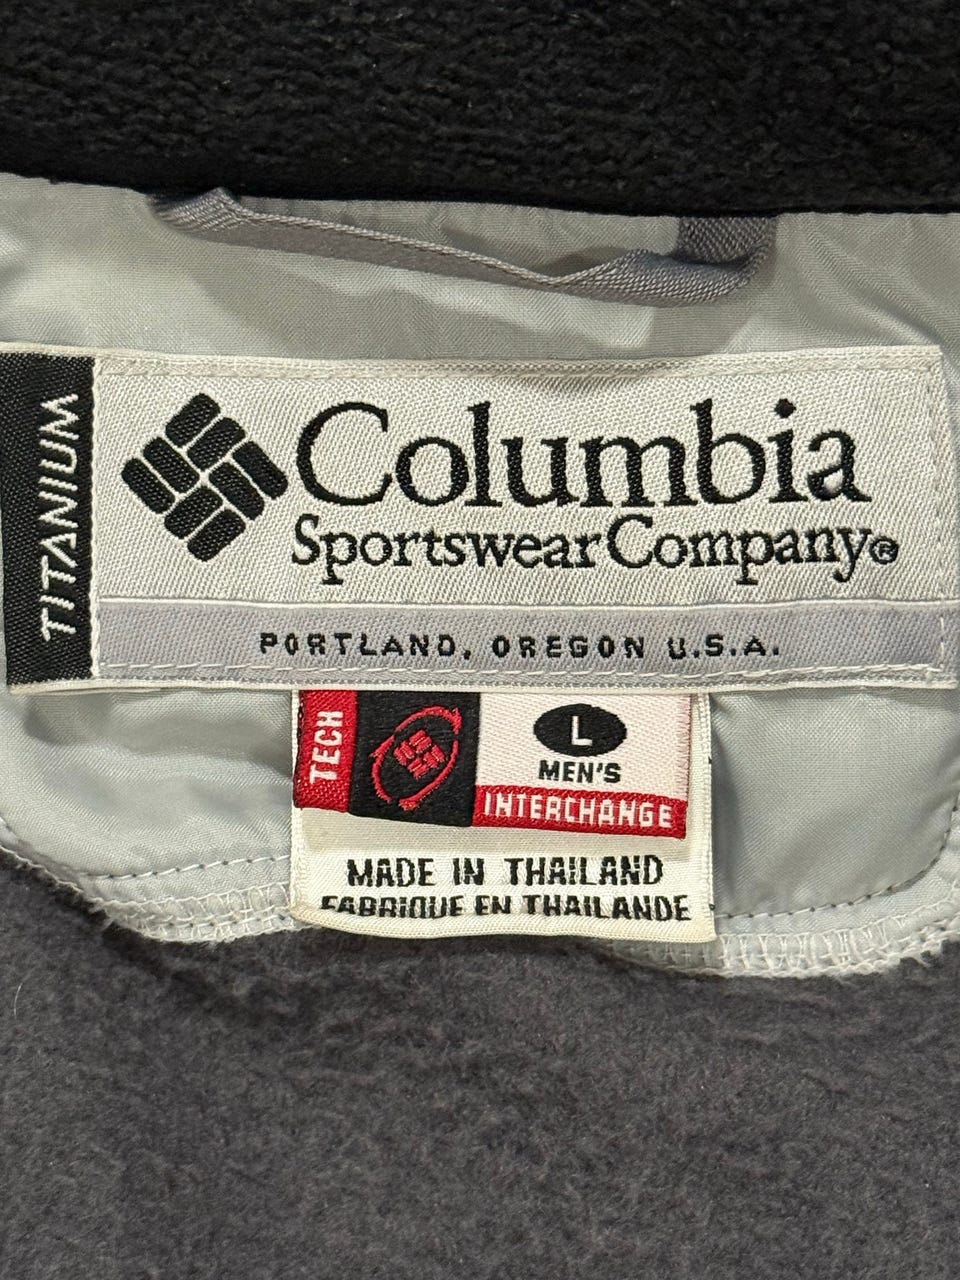 TITANIUM
Columbia
Sportswear Company®
PORTLAND, OREGON U.S.A.
TECH
L
MEN'S
INTERCHANGE
MADE IN THAILAND
FABRIQUE EN THAILANDE